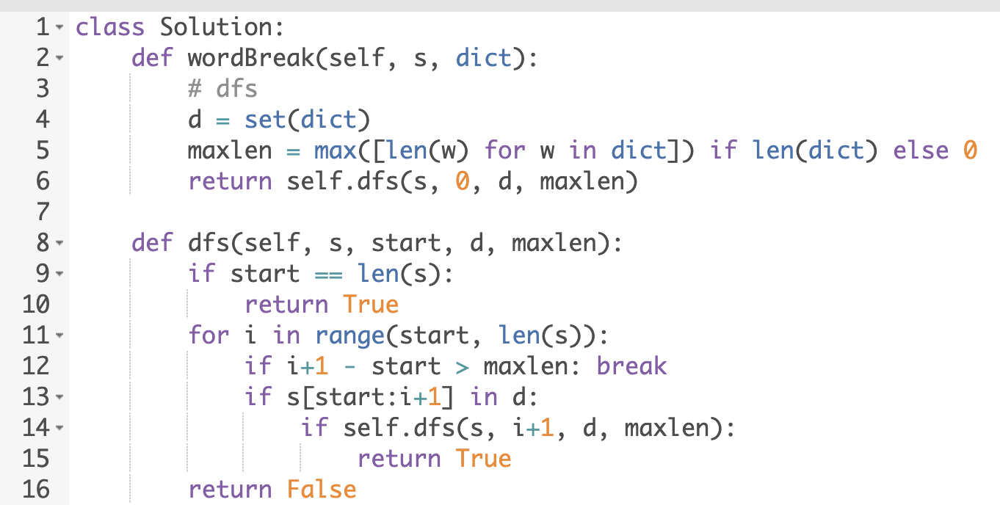 1 class Solution:
2     def wordBreak(self, s, dict):
3         # dfs
4         d = set(dict)
5         maxlen = max([len(w) for w in dict]) if len(dict) else 0
6         return self.dfs(s, 0, d, maxlen)
7
8     def dfs(self, s, start, d, maxlen):
9         if start == len(s):
10             return True
11         for i in range(start, len(s)):
12             if i+1 - start > maxlen: break
13             if s[start:i+1] in d:
14                 if self.dfs(s, i+1, d, maxlen):
15                     return True
16         return False